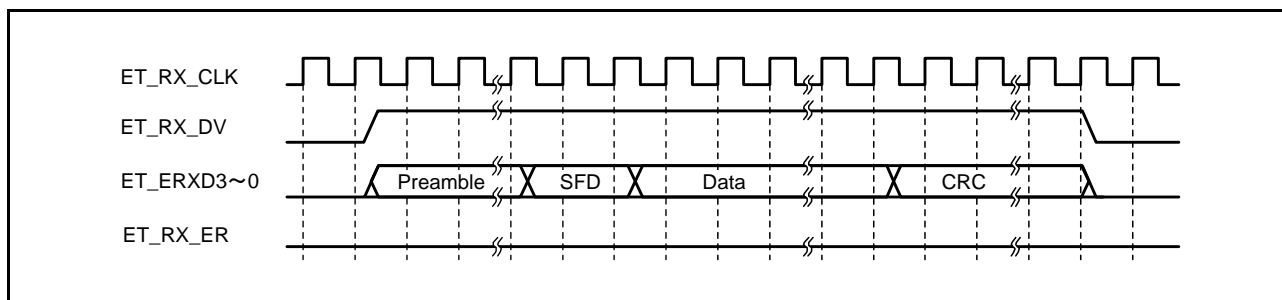 ET_RX_CLK
ET_RX_DV
ET_ERXD3～0 Preamble SFD Data CRC
ET_RX_ER